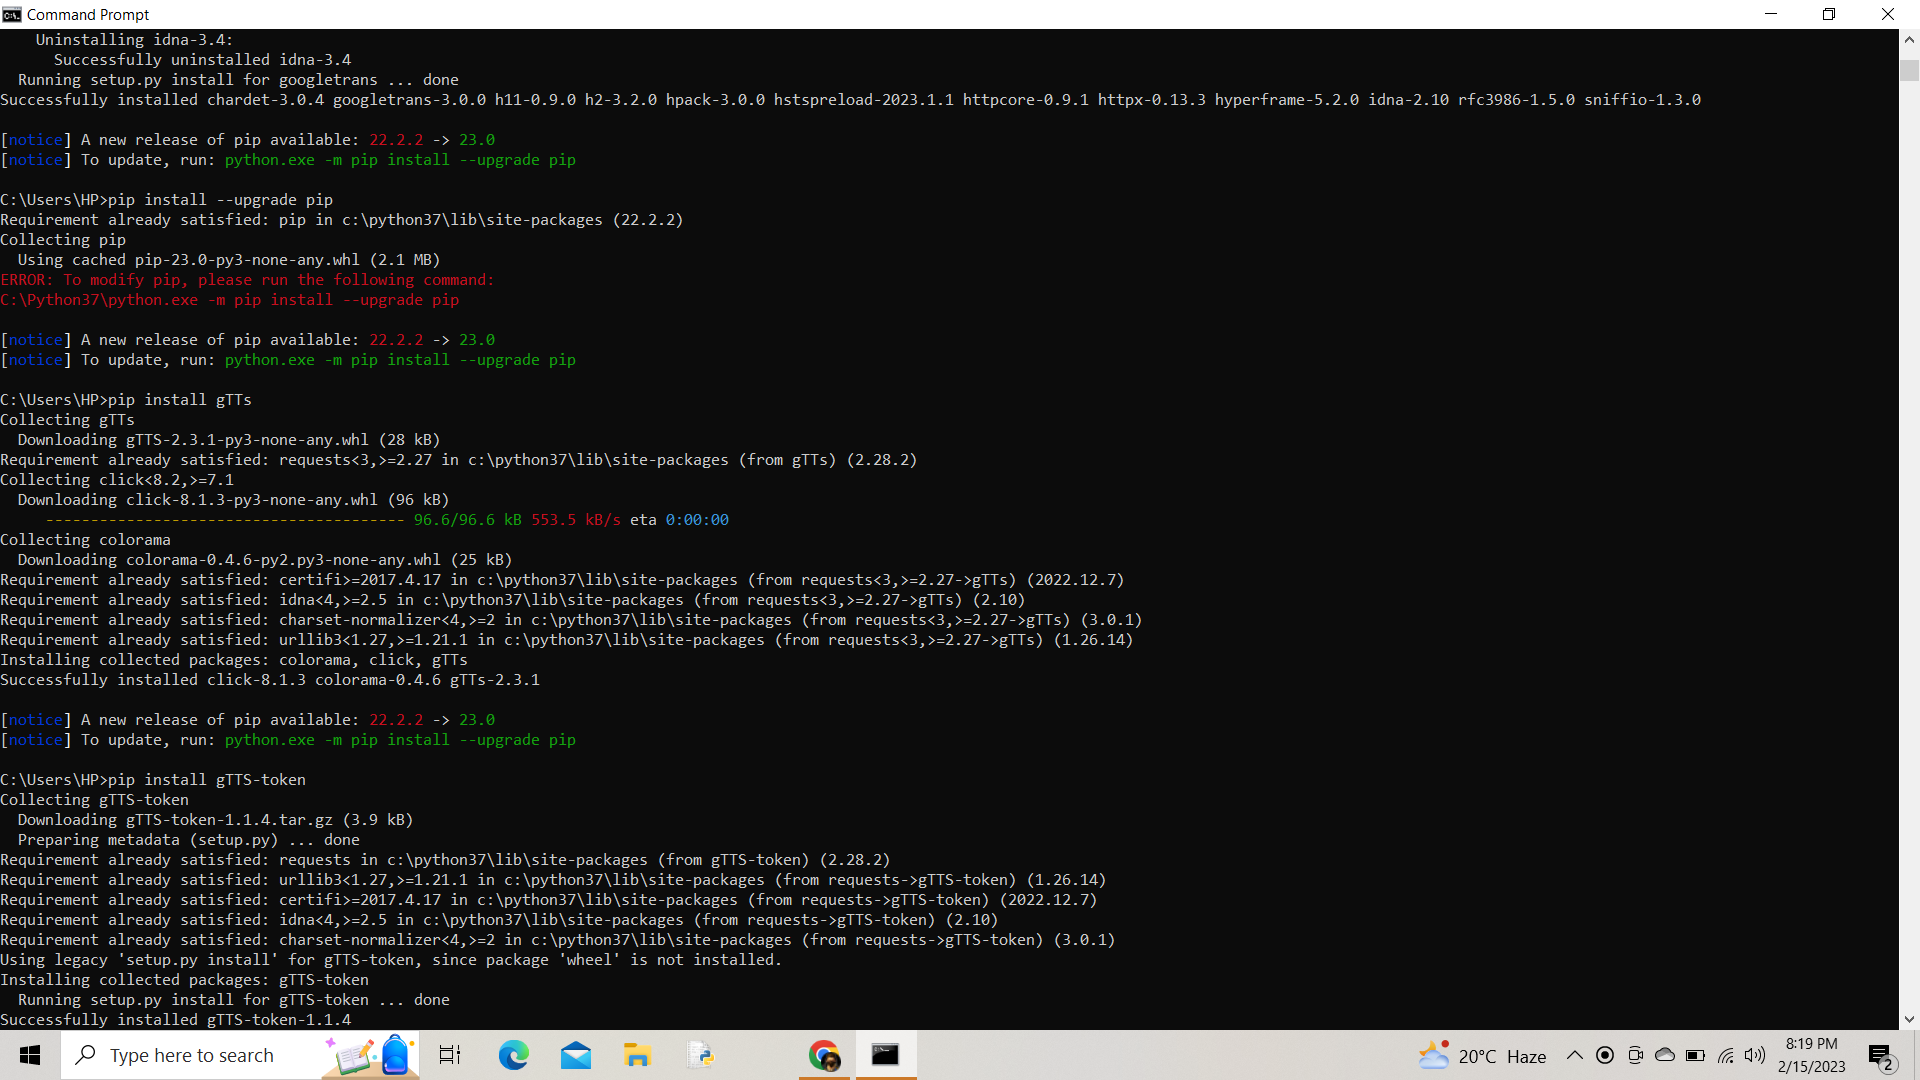 Command Prompt
Uninstalling idna-3.4:
Successfully uninstalled idna-3.4
Running setup.py install for googletrans ... done
Successfully installed chardet-3.0.4 googletrans-3.0.0 h11-0.9.0 h2-3.2.0 hpack-3.0.0 hstspreload-2023.1.1 httpcore-0.9.1 httpx-0.13.3 hyperframe-5.2.0 idna-2.10 rfc3986-1.5.0 sniffio-1.3.0
[notice] A new release of pip available: 22.2.2 -> 23.0
[notice] To update, run: python.exe -m pip install --upgrade pip
C:\Users\HP>pip install --upgrade pip
Requirement already satisfied: pip in c:\python37\lib\site-packages (22.2.2)
Collecting pip
Using cached pip-23.0-py3-none-any.whl (2.1 MB)
ERROR: To modify pip, please run the following command:
C:\Python37\python.exe -m pip install --upgrade pip
[notice] A new release of pip available: 22.2.2 -> 23.0
[notice] To update, run: python.exe -m pip install --upgrade pip
C:\Users\HP>pip install gTTs
Collecting gTTs
Downloading gTTS-2.3.1-py3-none-any.whl (28 kB)
Requirement already satisfied: requests<3,>=2.27 in c:\python37\lib\site-packages (from gTTs) (2.28.2)
Collecting click<8.2,>=7.1
Downloading click-8.1.3-py3-none-any.whl (96 kB)
---------------------------------------- 96.6/96.6 kB 553.5 kB/s eta 0:00:00
Collecting colorama
Downloading colorama-0.4.6-py2.py3-none-any.whl (25 kB)
Requirement already satisfied: certifi>=2017.4.17 in c:\python37\lib\site-packages (from requests<3,>=2.27->gTTs) (2022.12.7)
Requirement already satisfied: idna<4,>=2.5 in c:\python37\lib\site-packages (from requests<3,>=2.27->gTTs) (2.10)
Requirement already satisfied: charset-normalizer<4,>=2 in c:\python37\lib\site-packages (from requests<3,>=2.27->gTTs) (3.0.1)
Requirement already satisfied: urllib3<1.27,>=1.21.1 in c:\python37\lib\site-packages (from requests<3,>=2.27->gTTs) (1.26.14)
Installing collected packages: colorama, click, gTTs
Successfully installed click-8.1.3 colorama-0.4.6 gTTs-2.3.1
[notice] A new release of pip available: 22.2.2 -> 23.0
[notice] To update, run: python.exe -m pip install --upgrade pip
C:\Users\HP>pip install gTTS-token
Collecting gTTS-token
Downloading gTTS-token-1.1.4.tar.gz (3.9 kB)
Preparing metadata (setup.py) ... done
Requirement already satisfied: requests in c:\python37\lib\site-packages (from gTTS-token) (2.28.2)
Requirement already satisfied: urllib3<1.27,>=1.21.1 in c:\python37\lib\site-packages (from requests->gTTS-token) (1.26.14)
Requirement already satisfied: certifi>=2017.4.17 in c:\python37\lib\site-packages (from requests->gTTS-token) (2022.12.7)
Requirement already satisfied: idna<4,>=2.5 in c:\python37\lib\site-packages (from requests->gTTS-token) (2.10)
Requirement already satisfied: charset-normalizer<4,>=2 in c:\python37\lib\site-packages (from requests->gTTS-token) (3.0.1)
Using legacy 'setup.py install' for gTTS-token, since package 'wheel' is not installed.
Installing collected packages: gTTS-token
Running setup.py install for gTTS-token ... done
Successfully installed gTTS-token-1.1.4
Type here to search
20°C Haze
8:19 PM
2/15/2023
2